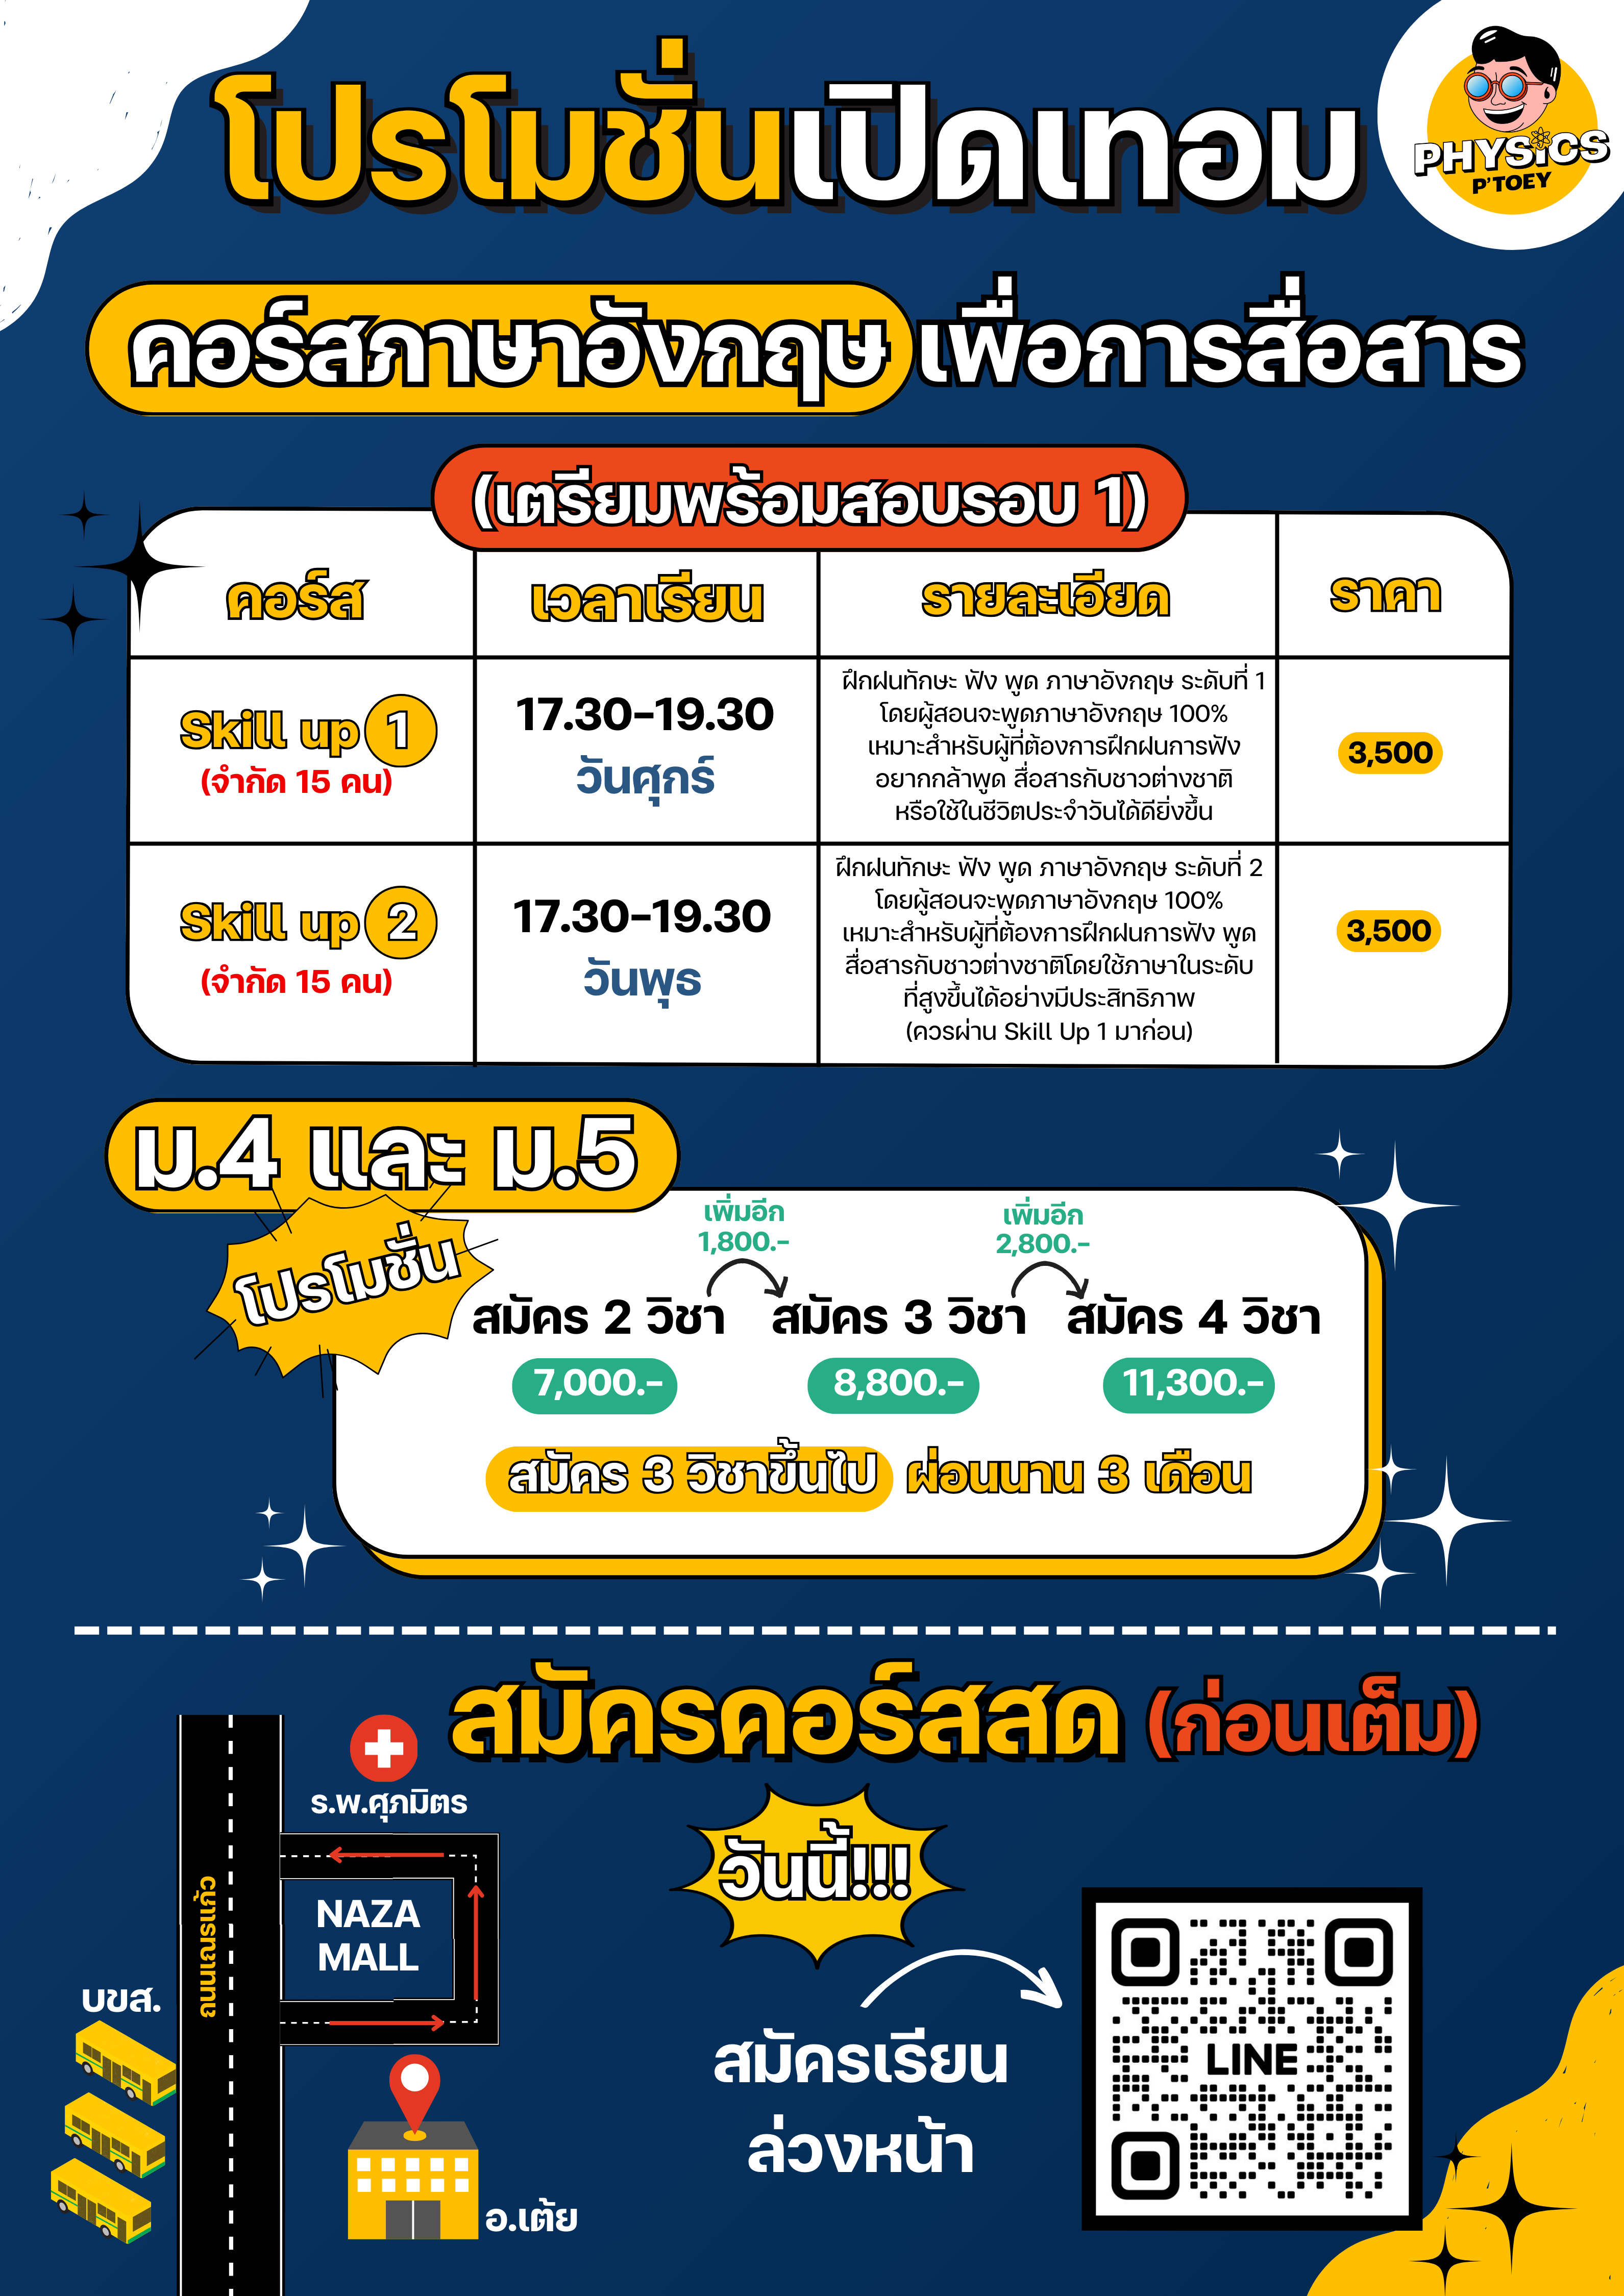 โปรโมชั่นเปิดเทอม
PHYSICS
P'TOEY
คอร์สภาษาอังกฤษ เพื่อการสื่อสาร
(เตรียมพร้อมสอบรอบ 1)
คอร์ส เวลาเรียน รายละเอียด ราคา
Skill up 1
(จำกัด 15 คน)
17.30-19.30
วันศุกร์
ฝึกฝนทักษะ ฟัง พูด ภาษาอังกฤษ ระดับที่ 1
โดยผู้สอนจะพูดภาษาอังกฤษ 100%
เหมาะสำหรับผู้ที่ต้องการฝึกฝนการฟัง
อยากกล้าพูด สื่อสารกับชาวต่างชาติ
หรือใช้ในชีวิตประจำวันได้ดียิ่งขึ้น
3,500
Skill up 2
(จำกัด 15 คน)
17.30-19.30
วันพุธ
ฝึกฝนทักษะ ฟัง พูด ภาษาอังกฤษ ระดับที่ 2
โดยผู้สอนจะพูดภาษาอังกฤษ 100%
เหมาะสำหรับผู้ที่ต้องการฝึกฝนการฟัง พูด
สื่อสารกับชาวต่างชาติโดยใช้ภาษาในระดับ
ที่สูงขึ้นได้อย่างมีประสิทธิภาพ
(ควรผ่าน Skill Up 1 มาก่อน)
3,500
ม.4 และ ม.5
โปรโมชั่น
เพิ่มอีก
1,800.-
เพิ่มอีก
2,800.-
สมัคร 2 วิชา สมัคร 3 วิชา สมัคร 4 วิชา
7,000.- 8,800.- 11,300.-
สมัคร 3 วิชาขึ้นไป ผ่อนนาน 3 เดือน
สมัครคอร์สสด (ก่อนเต็ม)
วันนี้!!!
สมัครเรียน
ล่วงหน้า
LINE
ร.พ.ศุภมิตร
ถนนเณรแก้ว
NAZA
MALL
บขส.
อ.เต้ย